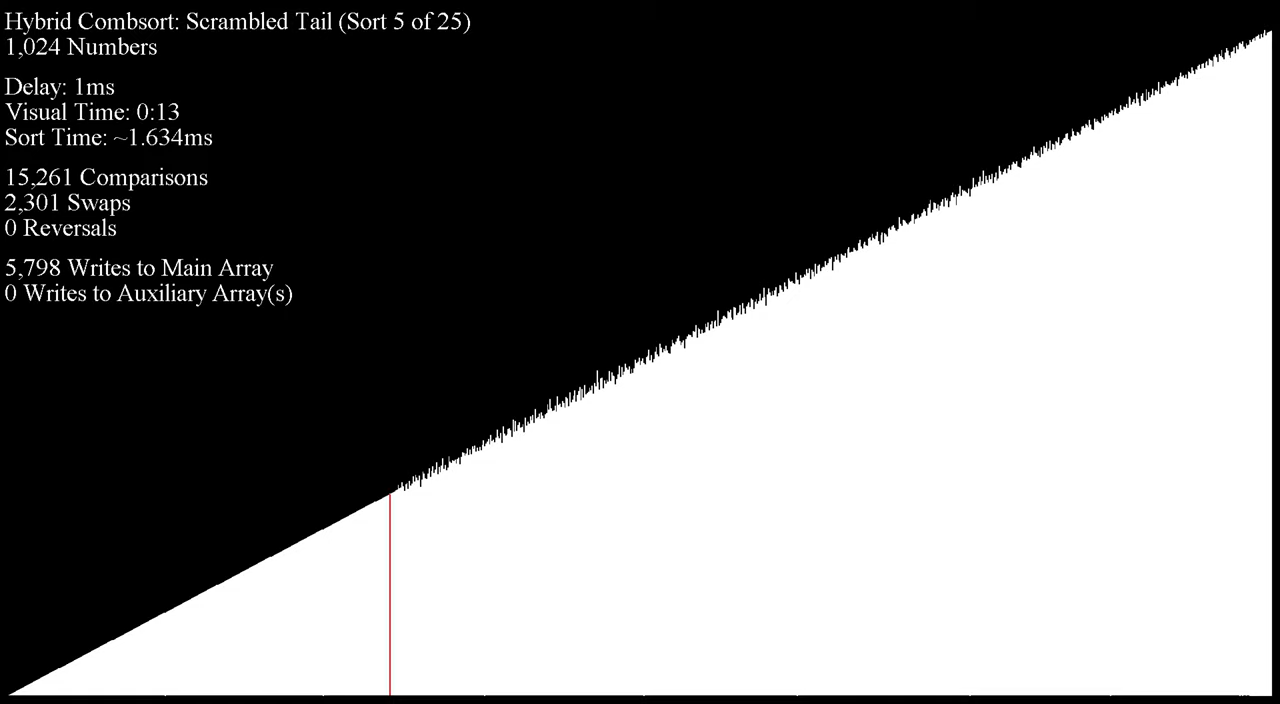 Hybrid Combsort: Scrambled Tail (Sort 5 of 25)
1,024 Numbers
Delay: 1ms
Visual Time: 0:13
Sort Time: ~1.634ms
15,261 Comparisons
2,301 Swaps
0 Reversals
5,798 Writes to Main Array
0 Writes to Auxiliary Array(s)